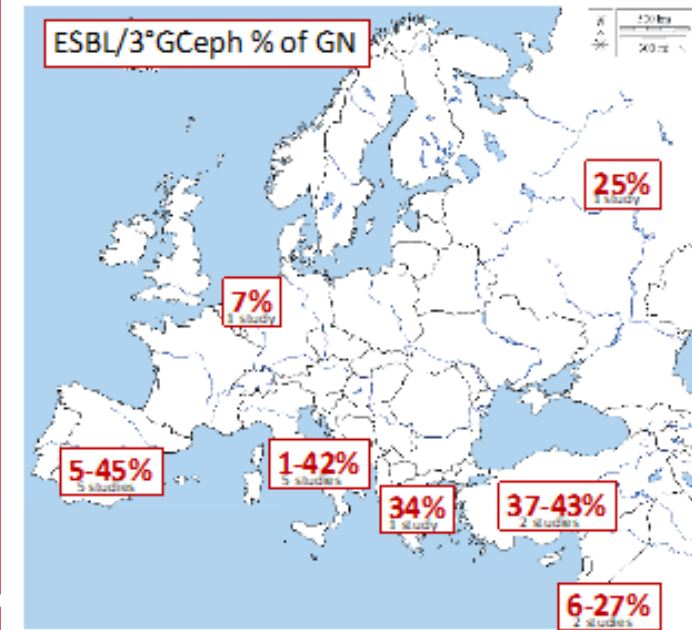 ESBL/3°GCeph % of GN
25%
1 study
7%
1 study
5-45%
5 studies
1-42%
5 studies
34%
1 study
37-43%
2 studies
6-27%
2 studies